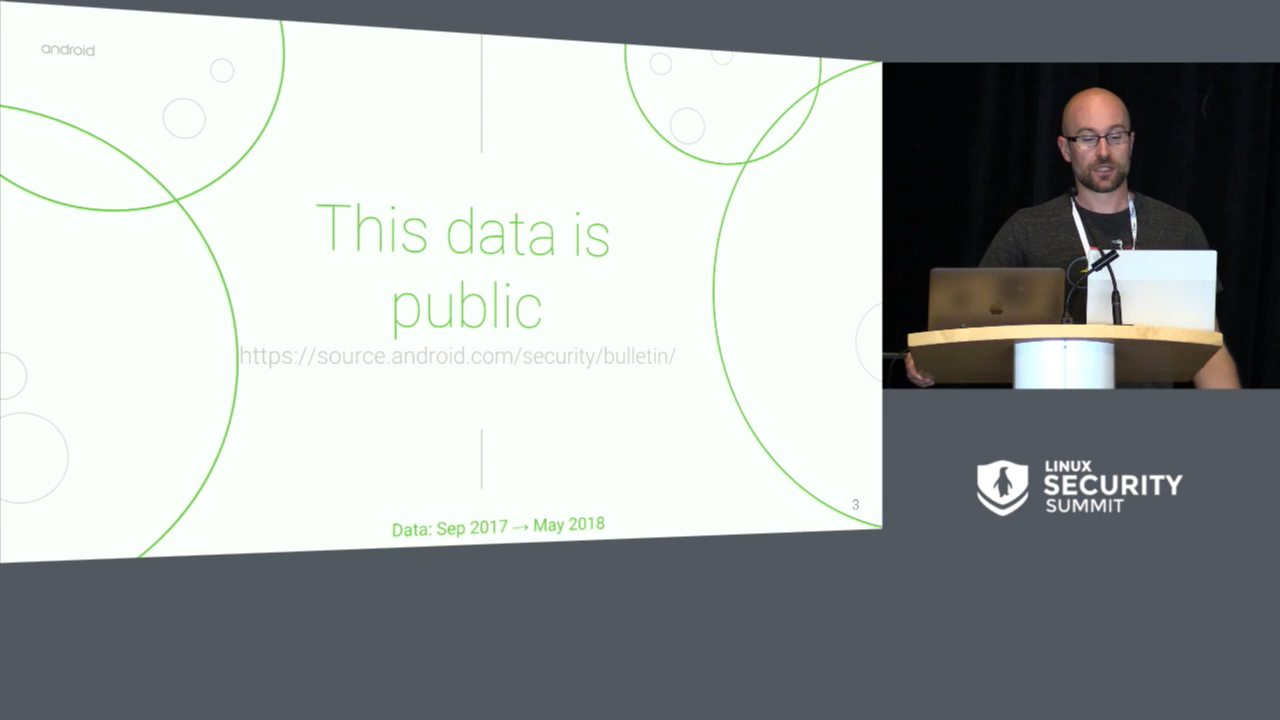 android
This data is
public
https://source.android.com/security/bulletin/
3
Data: Sep 2017 → May 2018
LINUX
SECURITY
SUMMIT